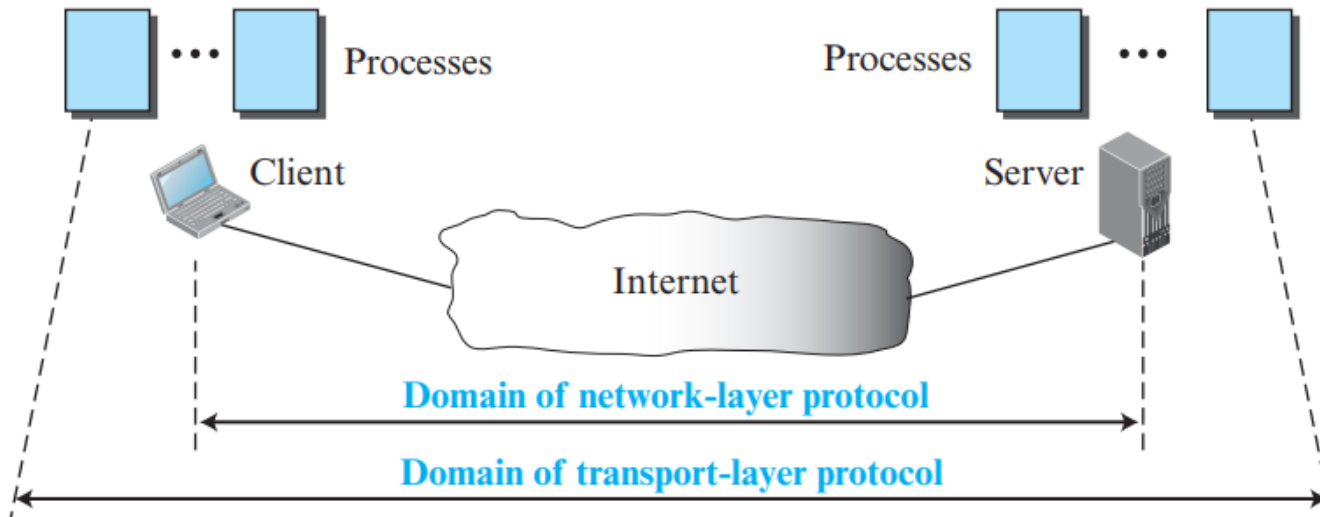 Processes
Processes
Client
Server
Internet
Domain of network-layer protocol
Domain of transport-layer protocol